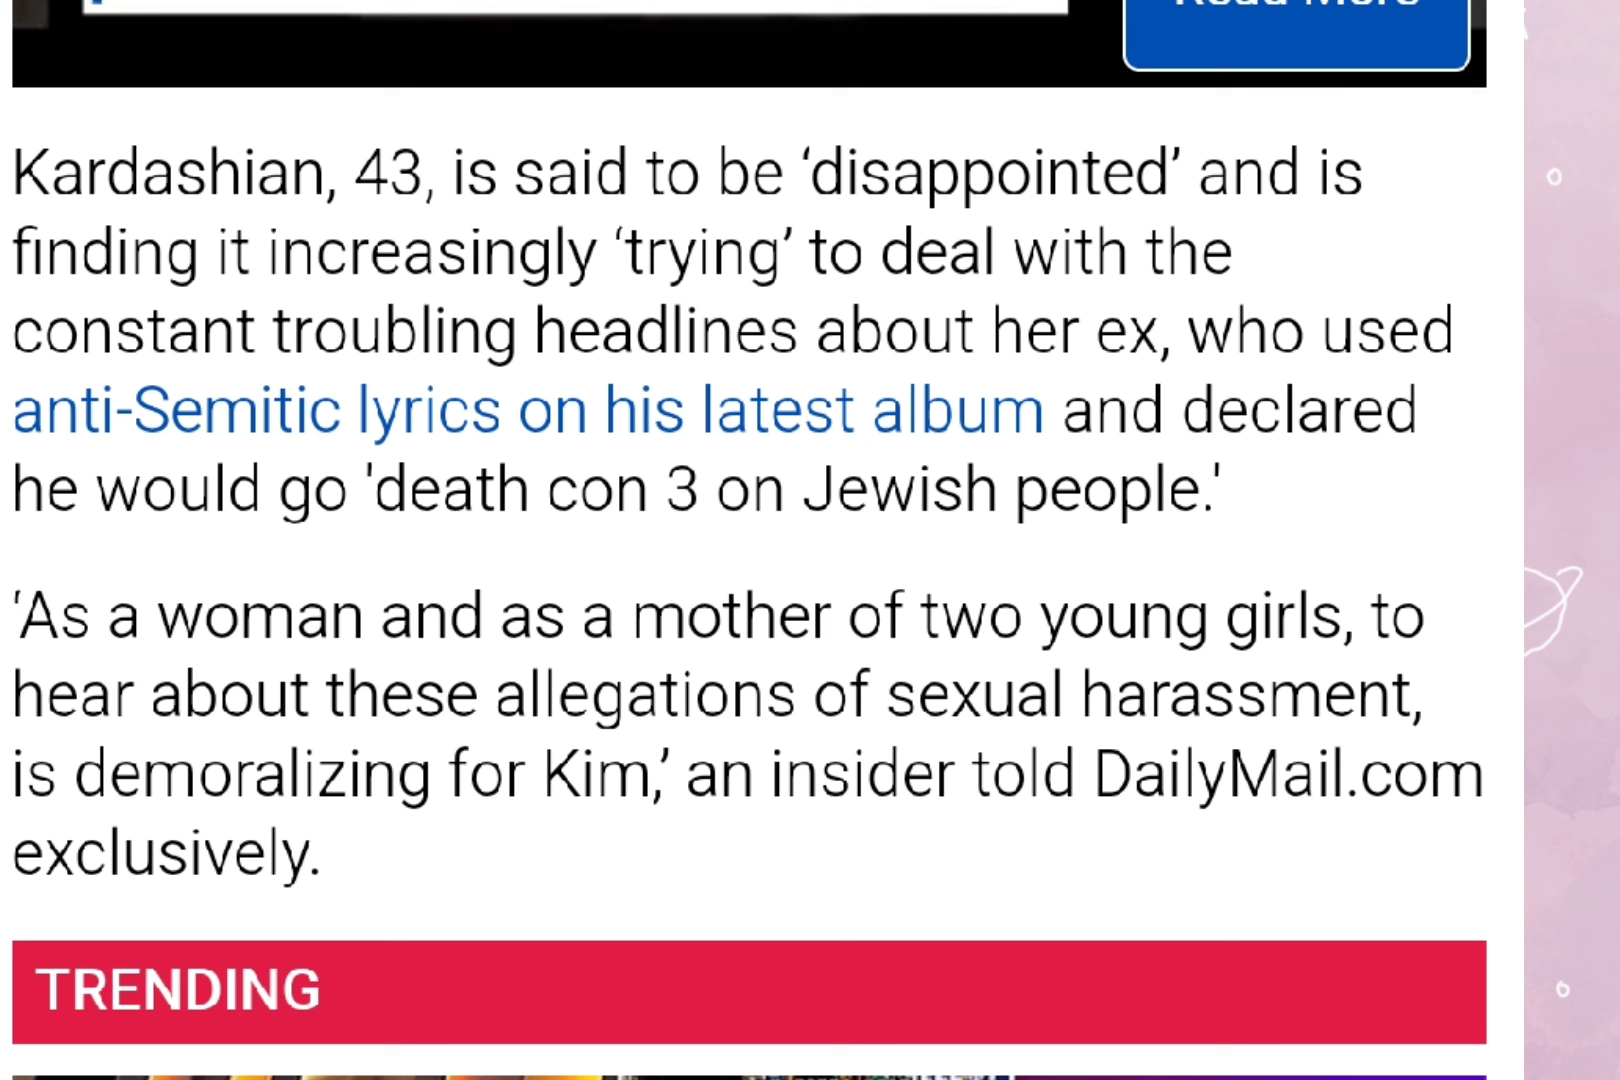 Read More
Kardashian, 43, is said to be ‘disappointed’ and is
finding it increasingly ‘trying’ to deal with the
constant troubling headlines about her ex, who used
anti-Semitic lyrics on his latest album and declared
he would go 'death con 3 on Jewish people.'
‘As a woman and as a mother of two young girls, to
hear about these allegations of sexual harassment,
is demoralizing for Kim,’ an insider told DailyMail.com
exclusively.
TRENDING